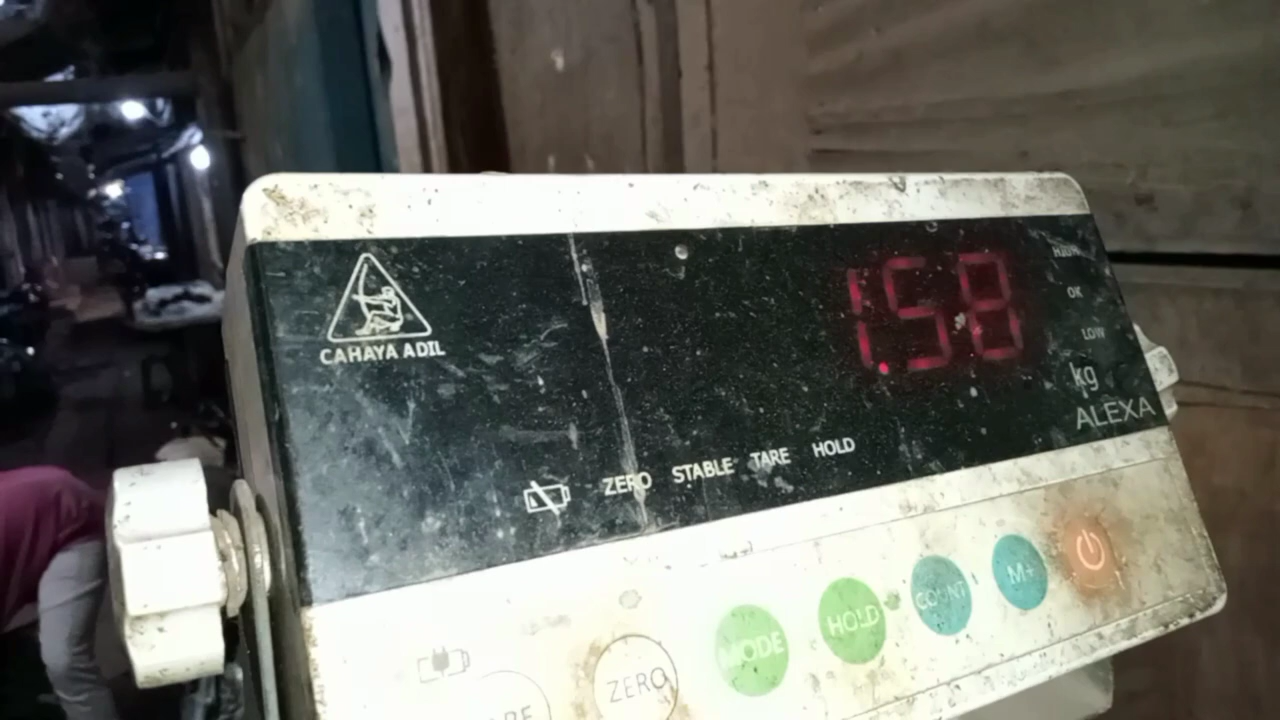 1.58
HIGH
OK
LOW
kg
ALEXA
CAHAYA ADIL
ZERO STABLE TARE HOLD
ZERO MODE HOLD COUNT M+